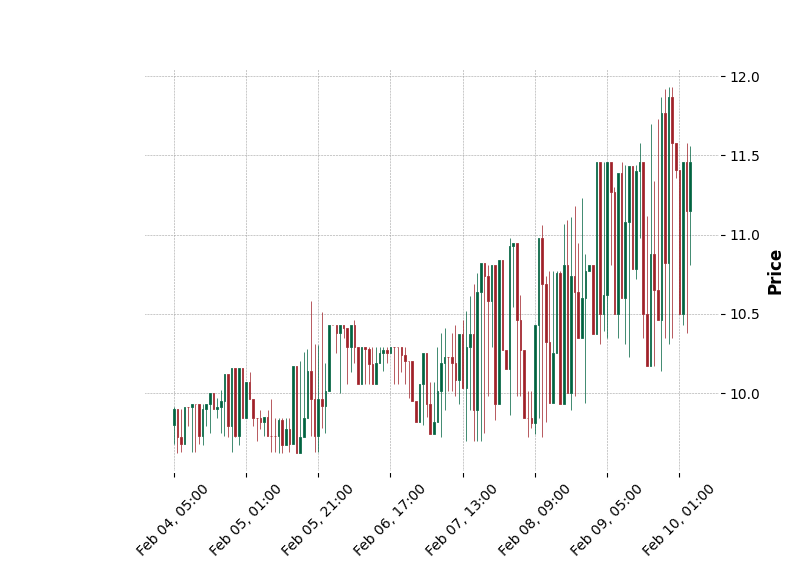 12.0
11.5
11.0
10.5
10.0
Price
Feb 04, 05:00
Feb 05, 01:00
Feb 05, 21:00
Feb 06, 17:00
Feb 07, 13:00
Feb 08, 09:00
Feb 09, 05:00
Feb 10, 01:00